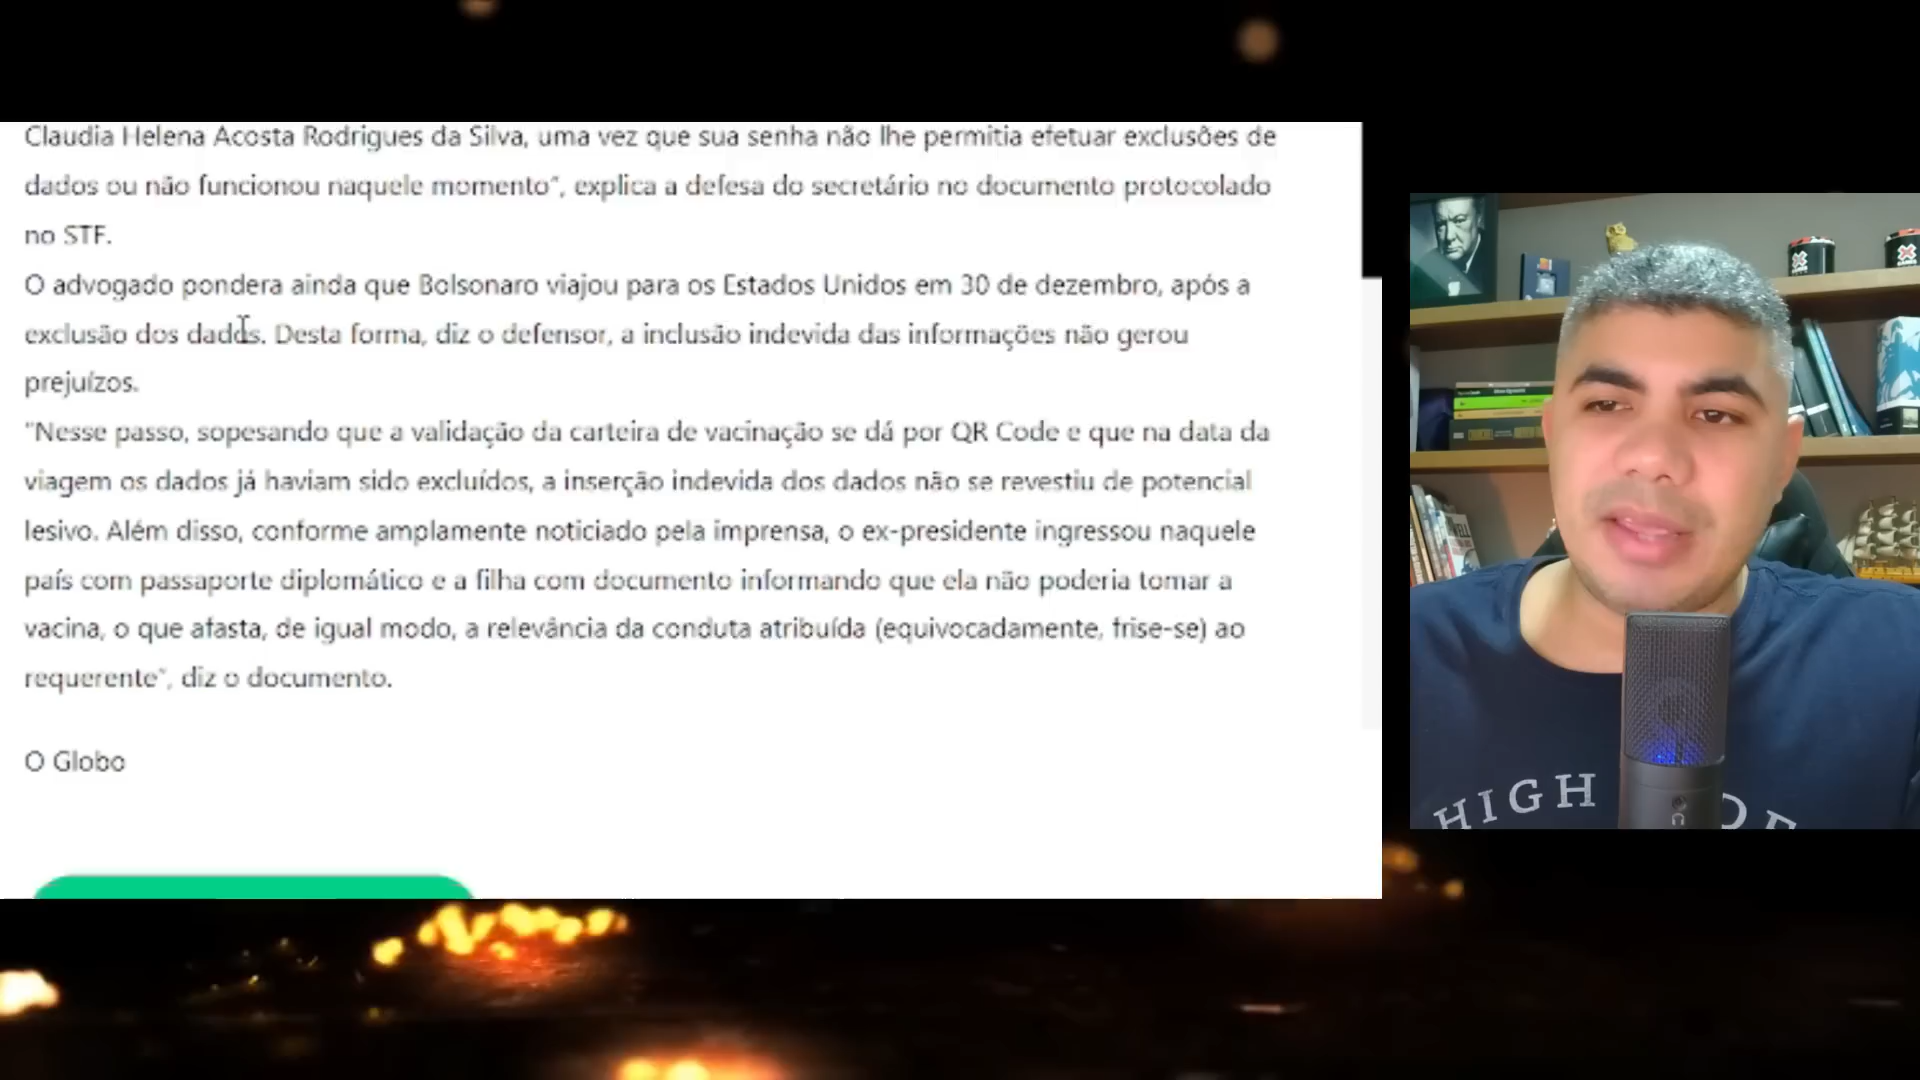 Claudia Helena Acosta Rodrigues da Silva, uma vez que sua senha não lhe permitia efetuar exclusões de
dados ou não funcionou naquele momento”, explica a defesa do secretário no documento protocolado
no STF.
O advogado pondera ainda que Bolsonaro viajou para os Estados Unidos em 30 de dezembro, após a
exclusão dos dados. Desta forma, diz o defensor, a inclusão indevida das informações não gerou
prejuízos.
“Nesse passo, sopesando que a validação da carteira de vacinação se dá por QR Code e que na data da
viagem os dados já haviam sido excluídos, a inserção indevida dos dados não se revestiu de potencial
lesivo. Além disso, conforme amplamente noticiado pela imprensa, o ex-presidente ingressou naquele
país com passaporte diplomático e a filha com documento informando que ela não poderia tomar a
vacina, o que afasta, de igual modo, a relevância da conduta atribuída (equivocadamente, frise-se) ao
requerente”, diz o documento.
O Globo
HIGH